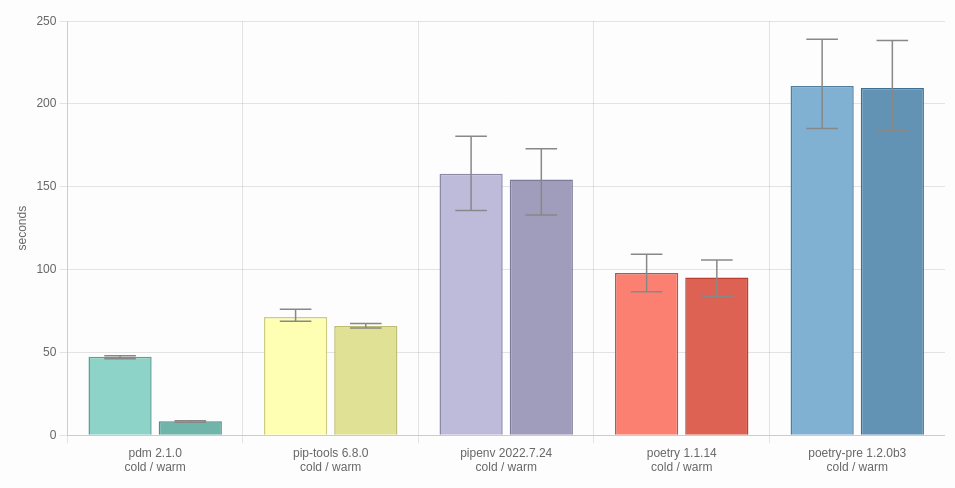 250
200
150
100
50
0
seconds
pdm 2.1.0
cold / warm
pip-tools 6.8.0
cold / warm
pipenv 2022.7.24
cold / warm
poetry 1.1.14
cold / warm
poetry-pre 1.2.0b3
cold / warm